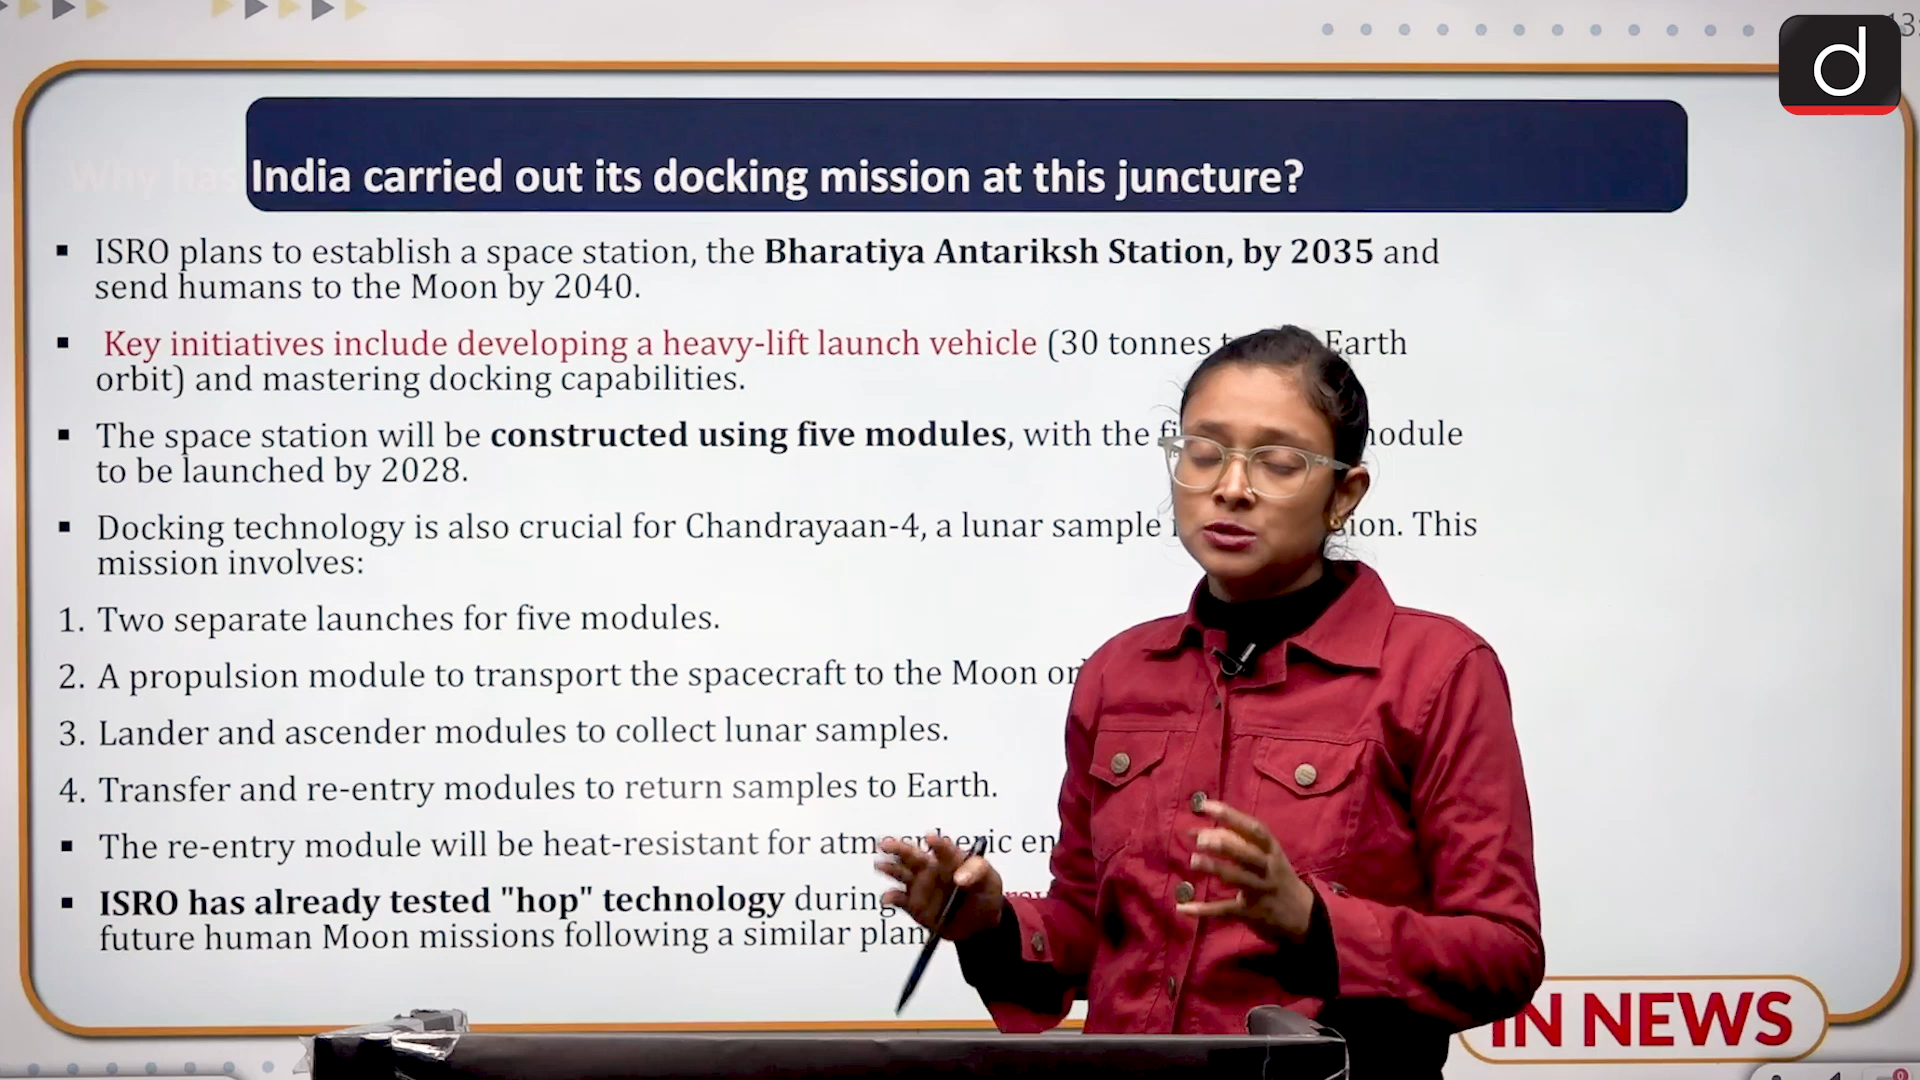 Why has India carried out its docking mission at this juncture?
13:
d
▪ ISRO plans to establish a space station, the Bharatiya Antariksh Station, by 2035 and
send humans to the Moon by 2040.
▪ Key initiatives include developing a heavy-lift launch vehicle (30 tonnes Earth
orbit) and mastering docking capabilities.
▪ The space station will be constructed using five modules, with the
to be launched by 2028.
▪ Docking technology is also crucial for Chandrayaan-4, a lunar sample This
mission involves:
1. Two separate launches for five modules.
2. A propulsion module to transport the spacecraft to the Moon
3. Lander and ascender modules to collect lunar samples.
4. Transfer and re-entry modules to return samples to Earth.
▪ The re-entry module will be heat-resistant for
▪ ISRO has already tested "hop" technology during
future human Moon missions following a similar plan
IN NEWS